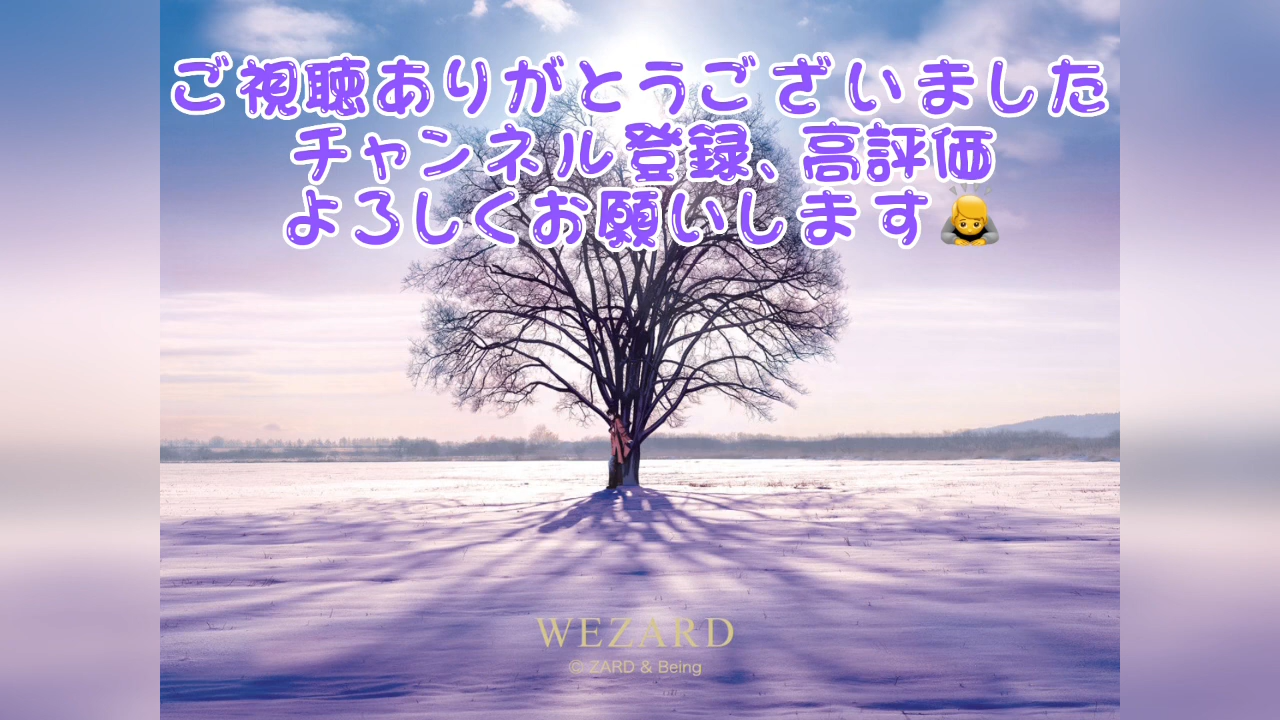 ご視聴ありがとうございました
チャンネル登録、高評価
よろしくお願いします🙇
WEZARD
© ZARD & Being